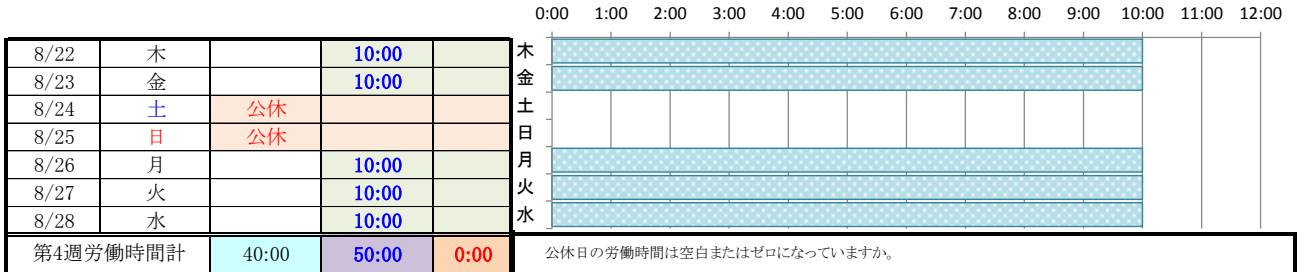 0:00 1:00 2:00 3:00 4:00 5:00 6:00 7:00 8:00 9:00 10:00 11:00 12:00
8/22 木 10:00 木
8/23 金 10:00 金
8/24 土 公休 土
8/25 日 公休 日
8/26 月 10:00 月
8/27 火 10:00 火
8/28 水 10:00 水
第4週労働時間計 40:00 50:00 0:00 公休日の労働時間は空白またはゼロになっていますか。